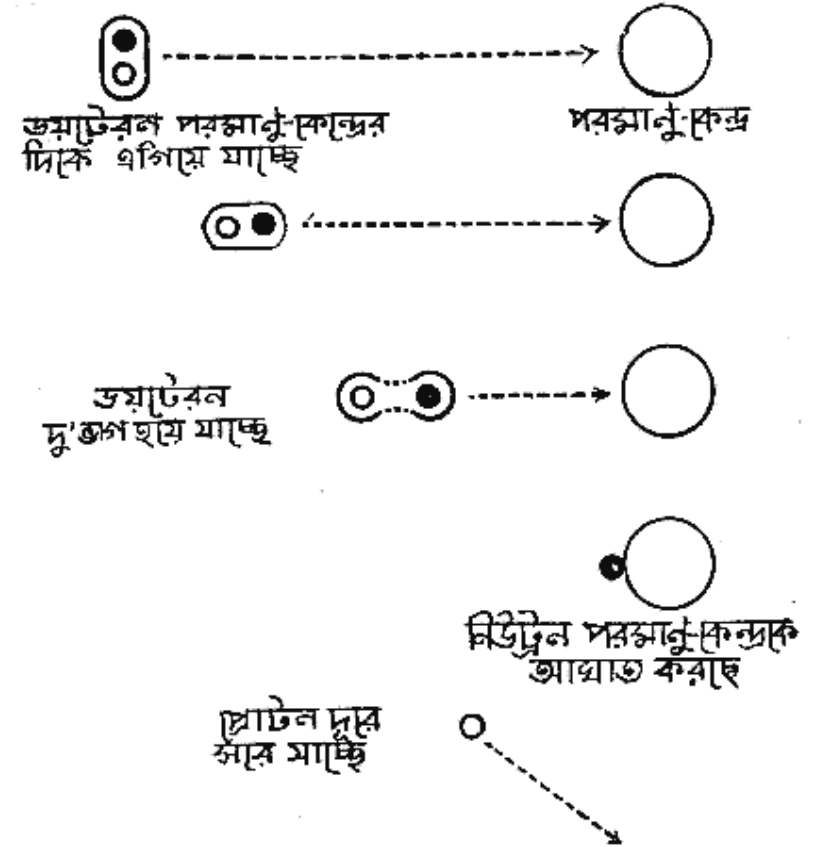 ডয়টেরন পরমাণু-কেন্দ্রের
দিকে এগিয়ে যাচ্ছে
পরমাণু-কেন্দ্র
ডয়টেরন
দু'ভাগ হয়ে যাচ্ছে
নিউট্রন পরমাণু-কেন্দ্রকে
আঘাত করছে
প্রোটন দূরে
সরে যাচ্ছে